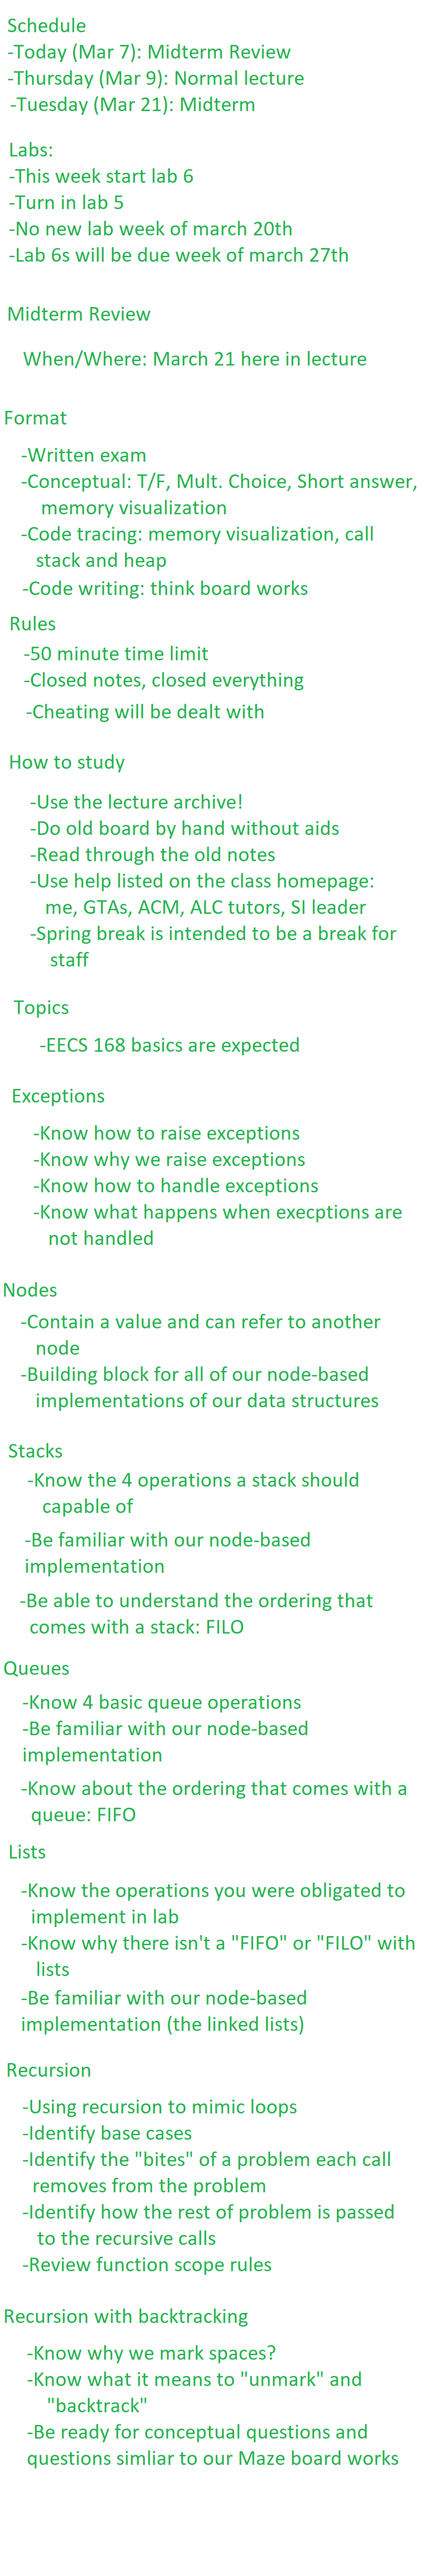 Schedule
-Today (Mar 7): Midterm Review
-Thursday (Mar 9): Normal lecture
-Tuesday (Mar 21): Midterm
Labs:
-This week start lab 6
-Turn in lab 5
-No new lab week of march 20th
-Lab 6s will be due week of march 27th
Midterm Review
When/Where: March 21 here in lecture
Format
-Written exam
-Conceptual: T/F, Mult. Choice, Short answer,
memory visualization
-Code tracing: memory visualization, call
stack and heap
-Code writing: think board works
Rules
-50 minute time limit
-Closed notes, closed everything
-Cheating will be dealt with
How to study
-Use the lecture archive!
-Do old board by hand without aids
-Read through the old notes
-Use help listed on the class homepage:
me, GTAs, ACM, ALC tutors, SI leader
-Spring break is intended to be a break for
staff
Topics
-EECS 168 basics are expected
Exceptions
-Know how to raise exceptions
-Know why we raise exceptions
-Know how to handle exceptions
-Know what happens when execptions are
not handled
Nodes
-Contain a value and can refer to another
node
-Building block for all of our node-based
implementations of our data structures
Stacks
-Know the 4 operations a stack should
capable of
-Be familiar with our node-based
implementation
-Be able to understand the ordering that
comes with a stack: FILO
Queues
-Know 4 basic queue operations
-Be familiar with our node-based
implementation
-Know about the ordering that comes with a
queue: FIFO
Lists
-Know the operations you were obligated to
implement in lab
-Know why there isn't a "FIFO" or "FILO" with
lists
-Be familiar with our node-based
implementation (the linked lists)
Recursion
-Using recursion to mimic loops
-Identify base cases
-Identify the "bites" of a problem each call
removes from the problem
-Identify how the rest of problem is passed
to the recursive calls
-Review function scope rules
Recursion with backtracking
-Know why we mark spaces?
-Know what it means to "unmark" and
"backtrack"
-Be ready for conceptual questions and
questions simliar to our Maze board works